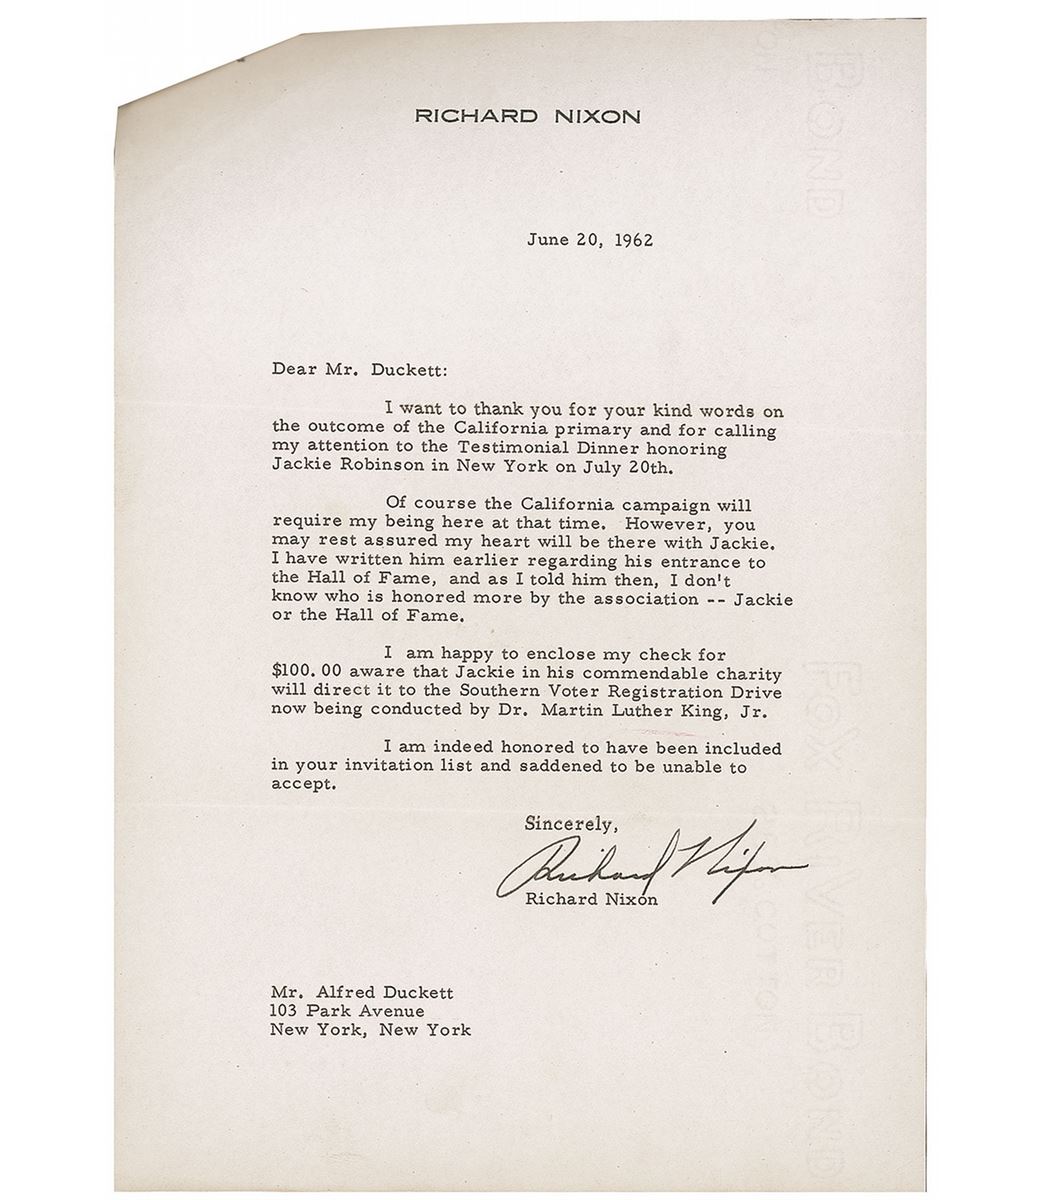 RICHARD NIXON
June 20, 1962
Dear Mr. Duckett:
I want to thank you for your kind words on
the outcome of the California primary and for calling
my attention to the Testimonial Dinner honoring
Jackie Robinson in New York on July 20th.
Of course the California campaign will
require my being here at that time. However, you
may rest assured my heart will be there with Jackie.
I have written him earlier regarding his entrance to
the Hall of Fame, and as I told him then, I don't
know who is honored more by the association -- Jackie
or the Hall of Fame.
I am happy to enclose my check for
$100.00 aware that Jackie in his commendable charity
will direct it to the Southern Voter Registration Drive
now being conducted by Dr. Martin Luther King, Jr.
I am indeed honored to have been included
in your invitation list and saddened to be unable to
accept.
Sincerely,
Richard Nixon
Richard Nixon
Mr. Alfred Duckett
103 Park Avenue
New York, New York
BOND
FOX RIVER BOND